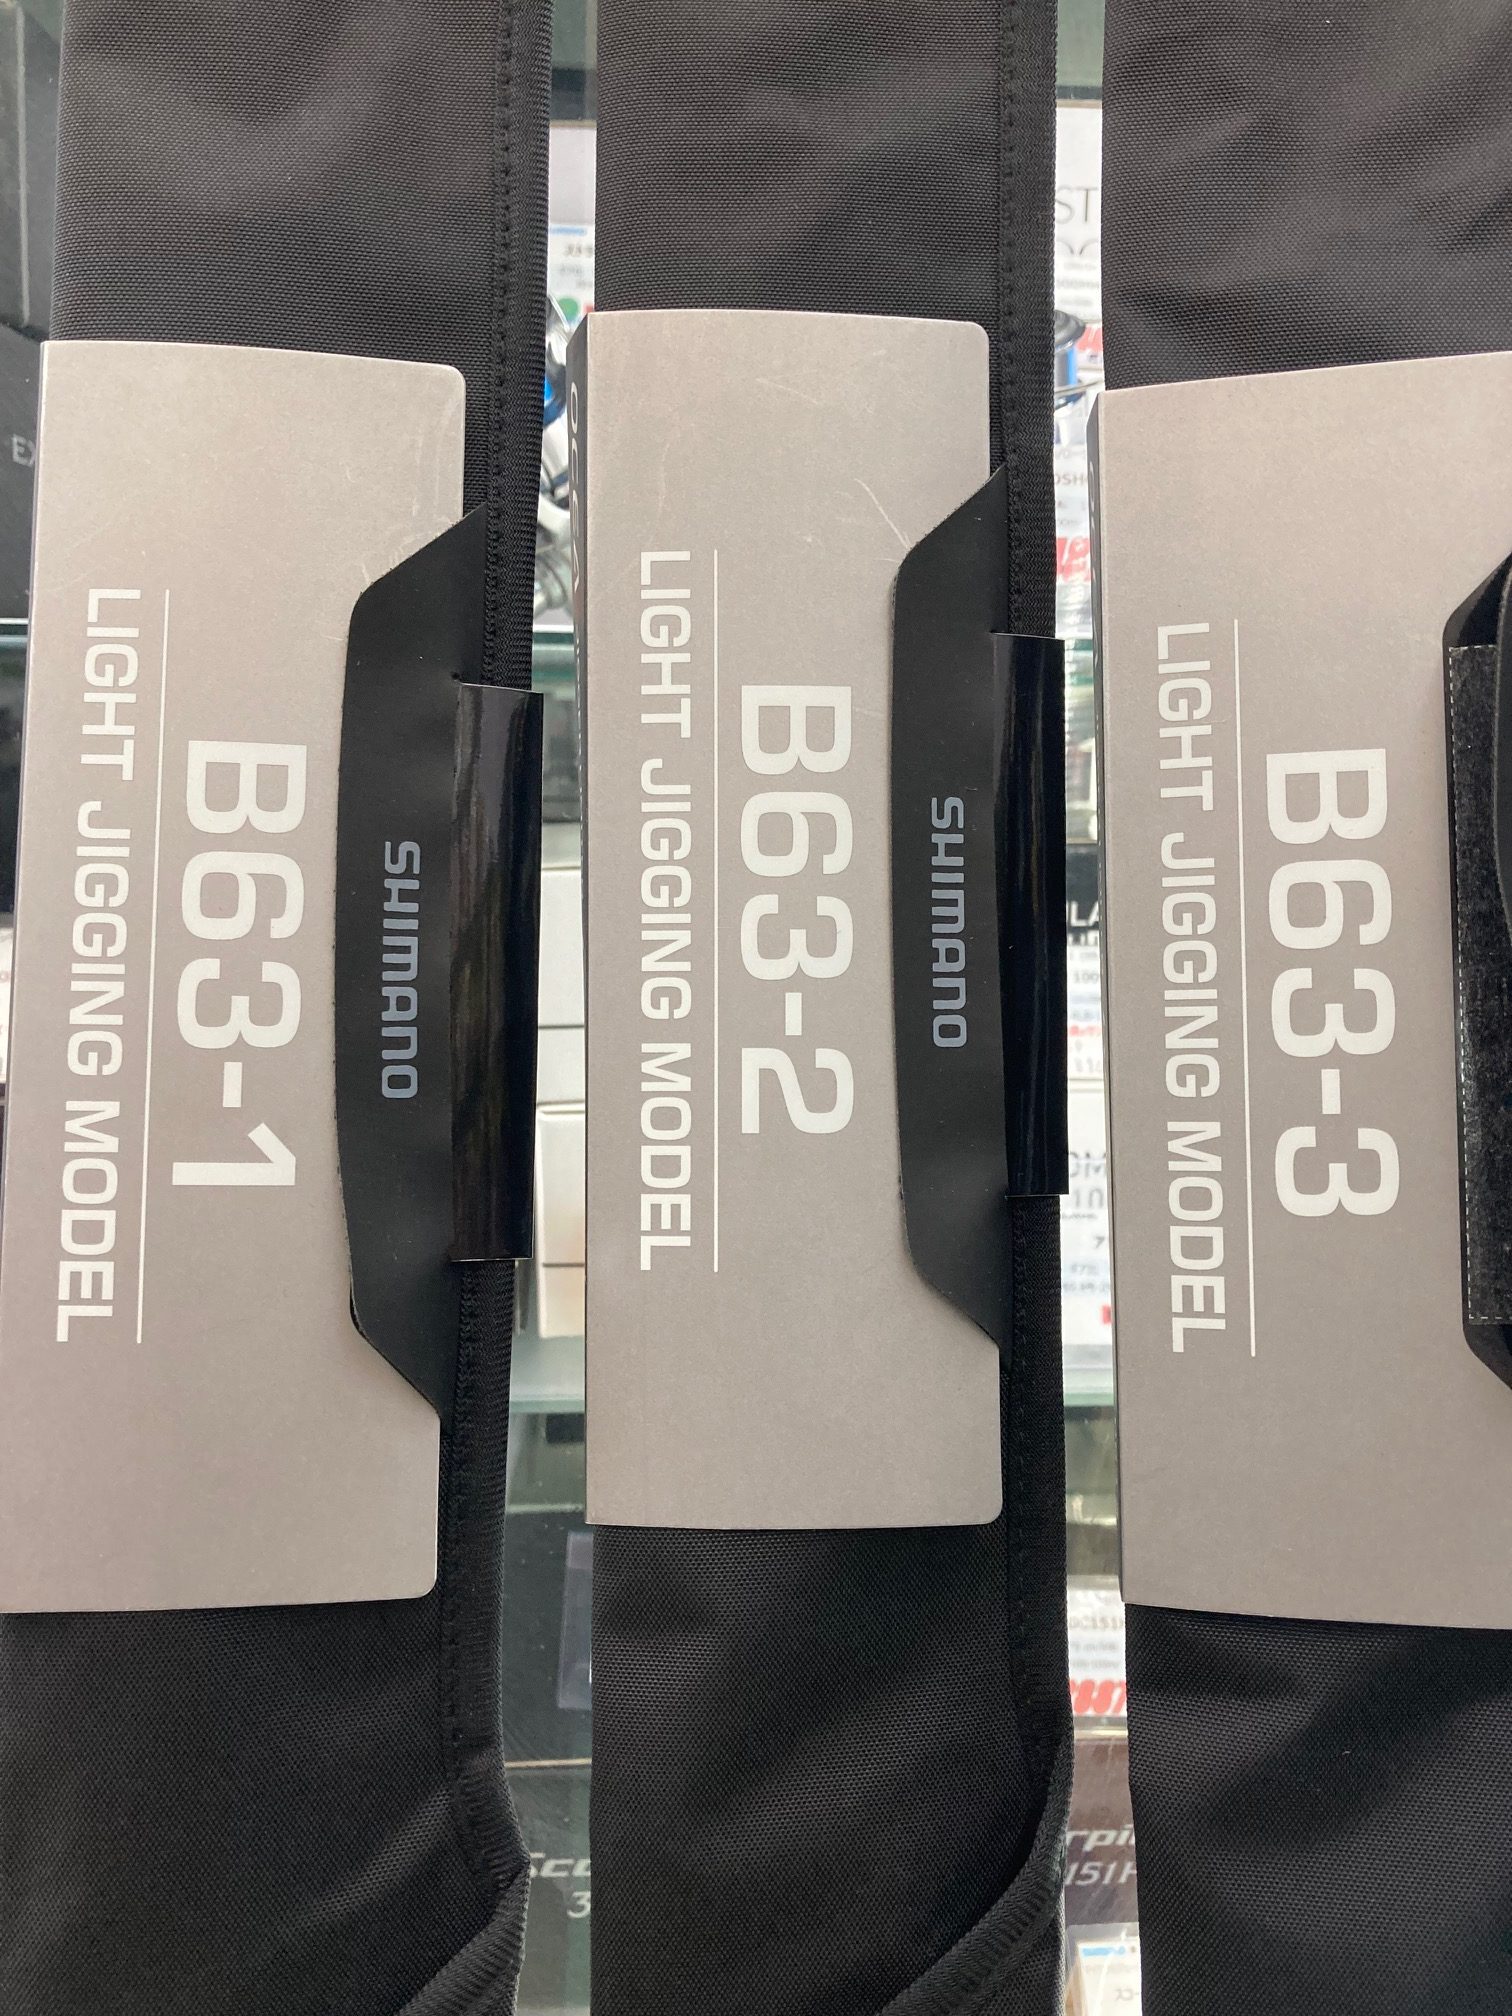 SHIMANO
B63-1
LIGHT JIGGING MODEL
SHIMANO
B63-2
LIGHT JIGGING MODEL
B63-3
LIGHT JIGGING MODEL